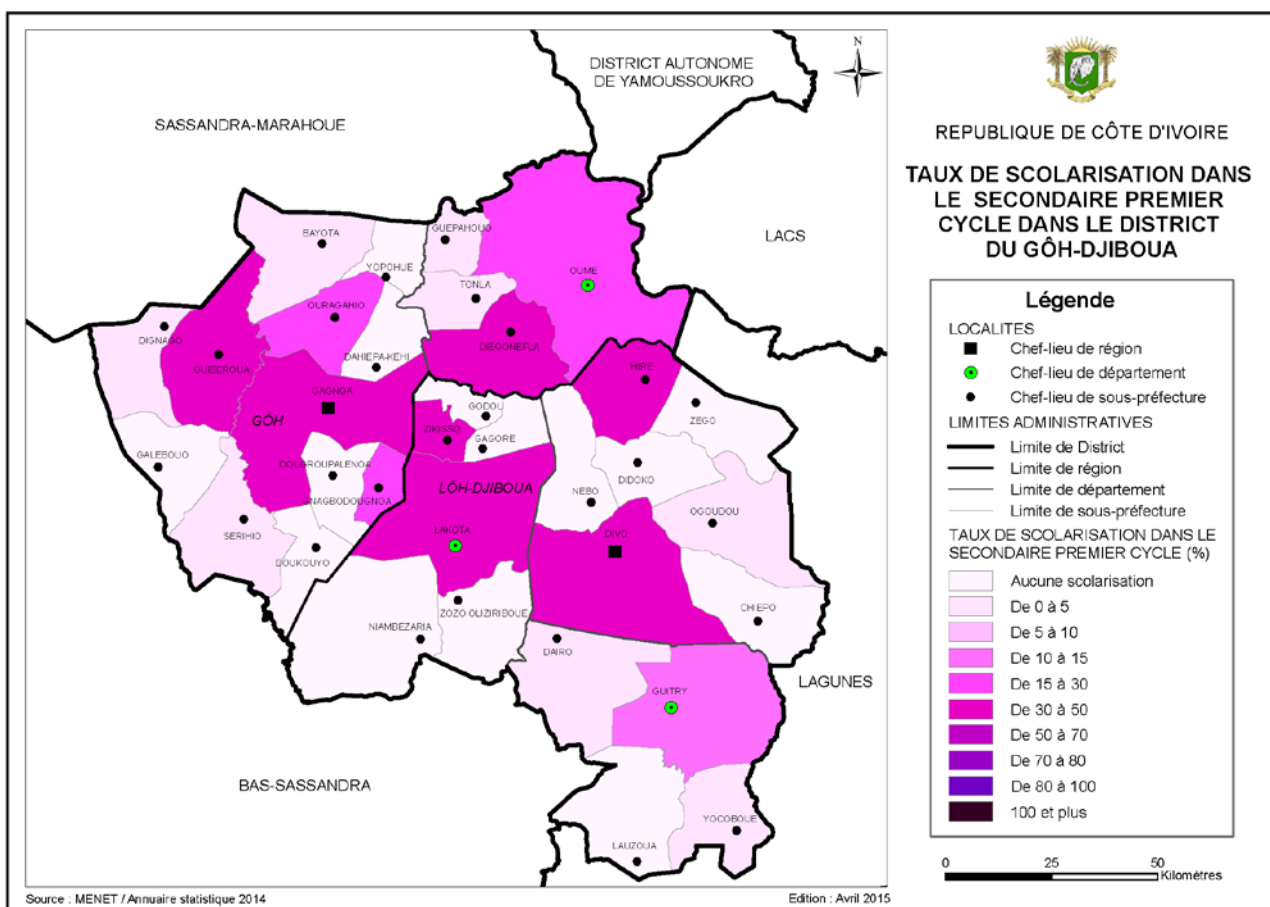 N
DISTRICT AUTONOME
DE YAMOUSSOUKRO
SASSANDRA-MARAHOUE
LACS
LAGUNES
BAS-SASSANDRA
BAYOTA
GUEPAHOUO
YOPOHUE
OUME
TONLA
OURAGAHIO
DIGNAGO
DIEGONEFLA
GUIBEROUA
DAHIEPA-KEHI
HIRE
GAGNOA
GÔH
GODOU
ZEGO
ZIKISSO
GAGORE
GALEBOUO
DOUGROUPALENOA
DIDOKO
GNAGBODOUGNOA
LÔH-DJIBOUA
NEBO
OGOUDOU
LAKOTA
DIVO
SERIHIO
DOUKOUYO
ZOZO OLIZIRIBOUE
CHIEPO
NIAMBEZARIA
DAIRO
GUITRY
YOCOBOUE
LAUZOUA
Source : MENET / Annuaire statistique 2014
Edition : Avril 2015
REPUBLIQUE DE CÔTE D'IVOIRE
TAUX DE SCOLARISATION DANS
LE SECONDAIRE PREMIER
CYCLE DANS LE DISTRICT
DU GÔH-DJIBOUA
Légende
LOCALITES
Chef-lieu de région
Chef-lieu de département
Chef-lieu de sous-préfecture
LIMITES ADMINISTRATIVES
Limite de District
Limite de région
Limite de département
Limite de sous-préfecture
TAUX DE SCOLARISATION DANS LE
SECONDAIRE PREMIER CYCLE (%)
Aucune scolarisation
De 0 à 5
De 5 à 10
De 10 à 15
De 15 à 30
De 30 à 50
De 50 à 70
De 70 à 80
De 80 à 100
100 et plus
0 25 50
Kilométres